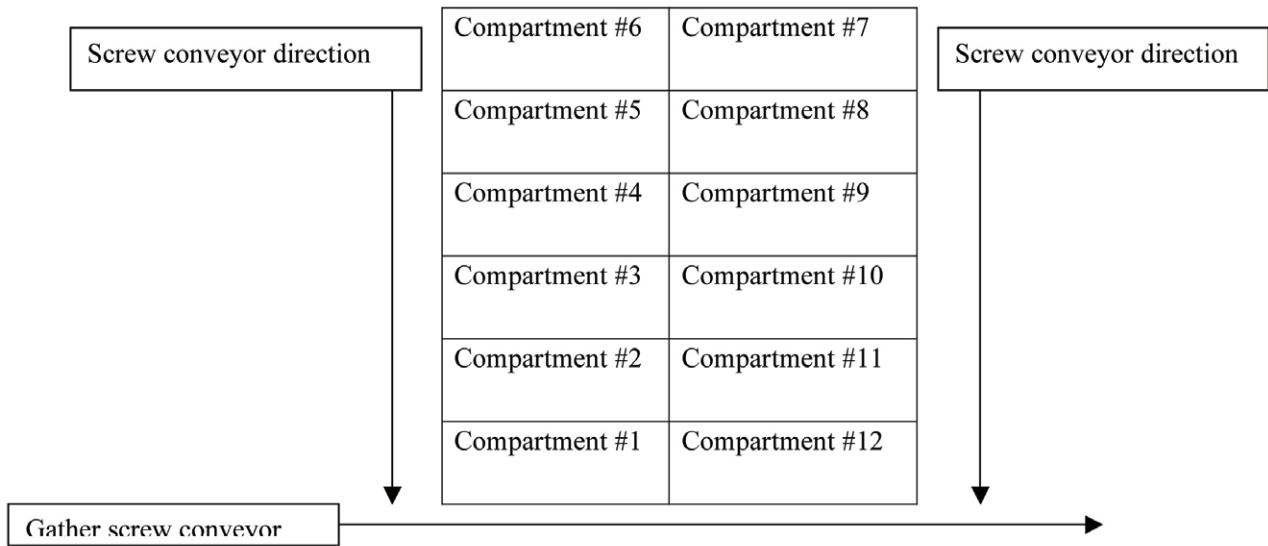 Screw conveyor direction
Compartment #6 Compartment #7
Screw conveyor direction
Compartment #5 Compartment #8
Compartment #4 Compartment #9
Compartment #3 Compartment #10
Compartment #2 Compartment #11
Compartment #1 Compartment #12
Gather screw conveyor